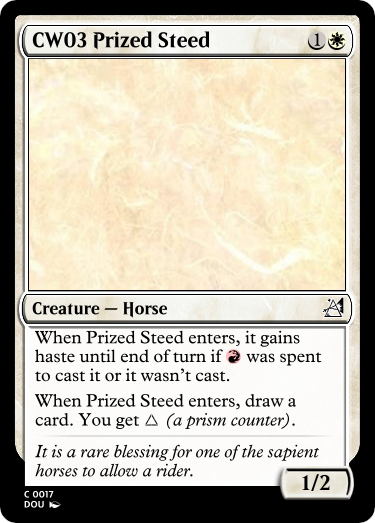 CW03 Prized Steed
1
Creature — Horse
When Prized Steed enters, it gains
haste until end of turn if was spent
to cast it or it wasn't cast.
When Prized Steed enters, draw a
card. You get △ (a prism counter).
It is a rare blessing for one of the sapient
horses to allow a rider.
1/2
C 0017
DOU